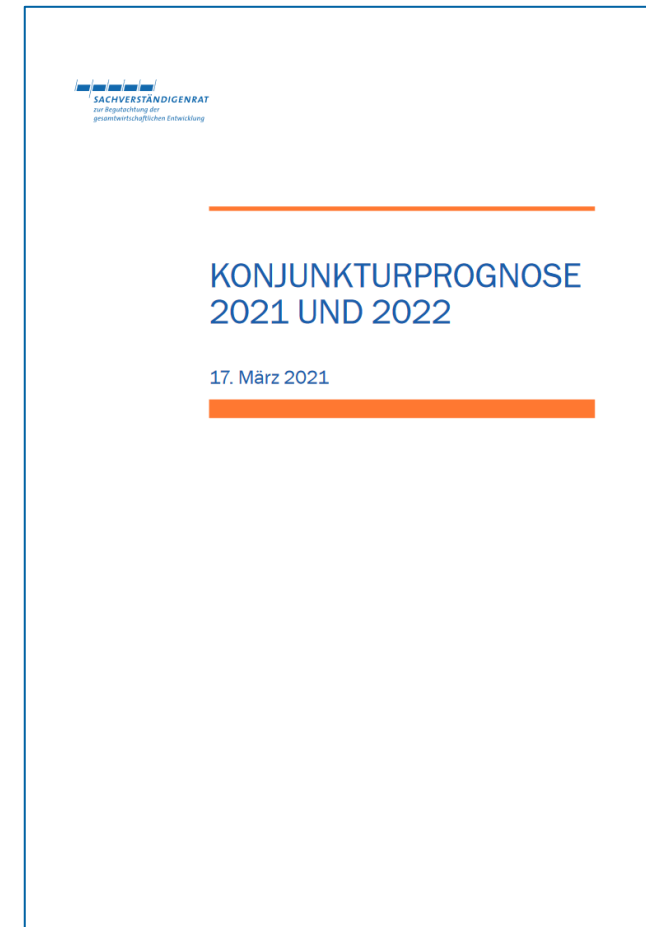 SACHVERSTÄNDIGENRAT
zur Begutachtung der
gesamtwirtschaftlichen Entwicklung
KONJUNKTURPROGNOSE
2021 UND 2022
17. März 2021